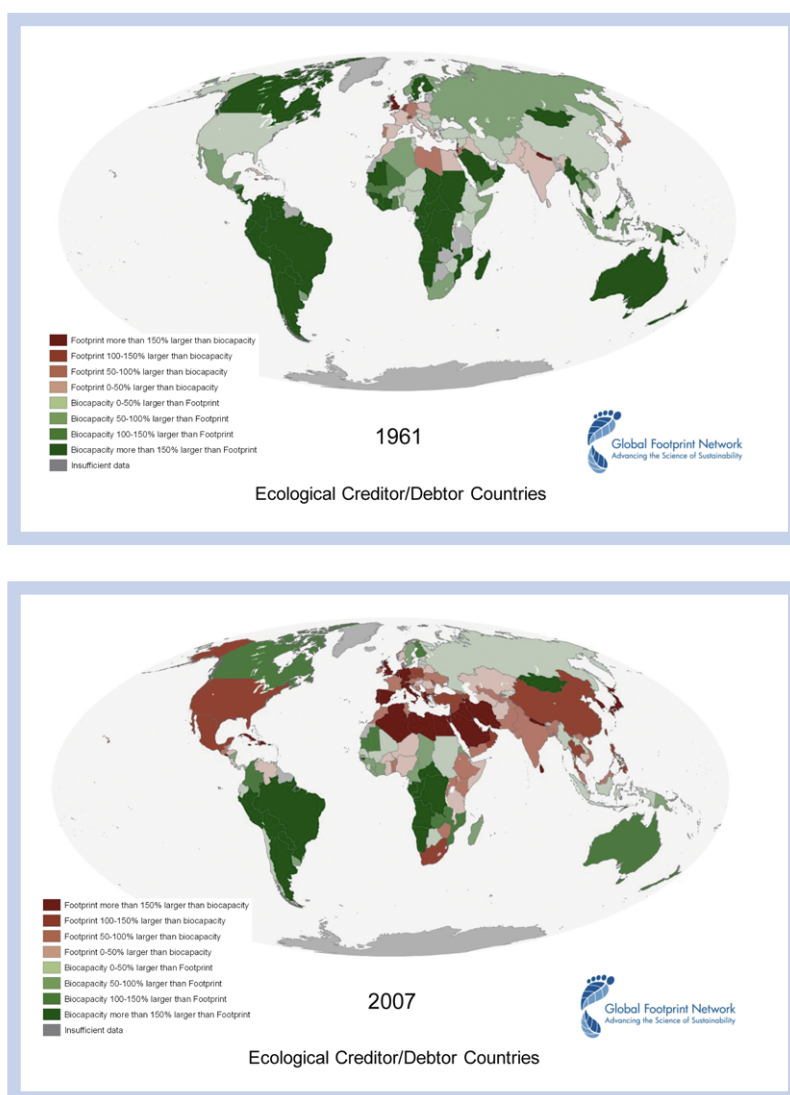 Footprint more than 150% larger than biocapacity
Footprint 100-150% larger than biocapacity
Footprint 50-100% larger than biocapacity
Footprint 0-50% larger than biocapacity
Biocapacity 0-50% larger than Footprint
Biocapacity 50-100% larger than Footprint
Biocapacity 100-150% larger than Footprint
Biocapacity more than 150% larger than Footprint
Insufficient data
1961
Global Footprint Network
Advancing the Science of Sustainability
Ecological Creditor/Debtor Countries
Footprint more than 150% larger than biocapacity
Footprint 100-150% larger than biocapacity
Footprint 50-100% larger than biocapacity
Footprint 0-50% larger than biocapacity
Biocapacity 0-50% larger than Footprint
Biocapacity 50-100% larger than Footprint
Biocapacity 100-150% larger than Footprint
Biocapacity more than 150% larger than Footprint
Insufficient data
2007
Global Footprint Network
Advancing the Science of Sustainability
Ecological Creditor/Debtor Countries